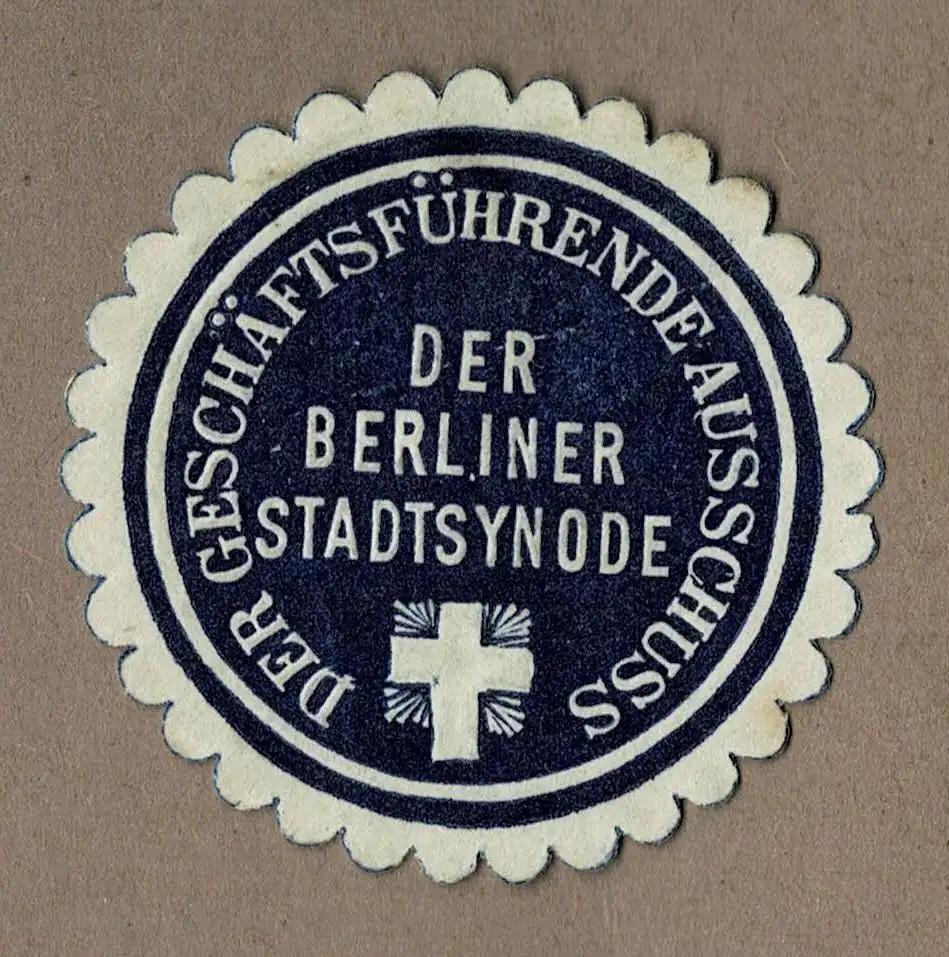 DER GESCHÄFTSFÜHRENDE AUSSCHUSS
DER
BERLINER
STADTSYNODE